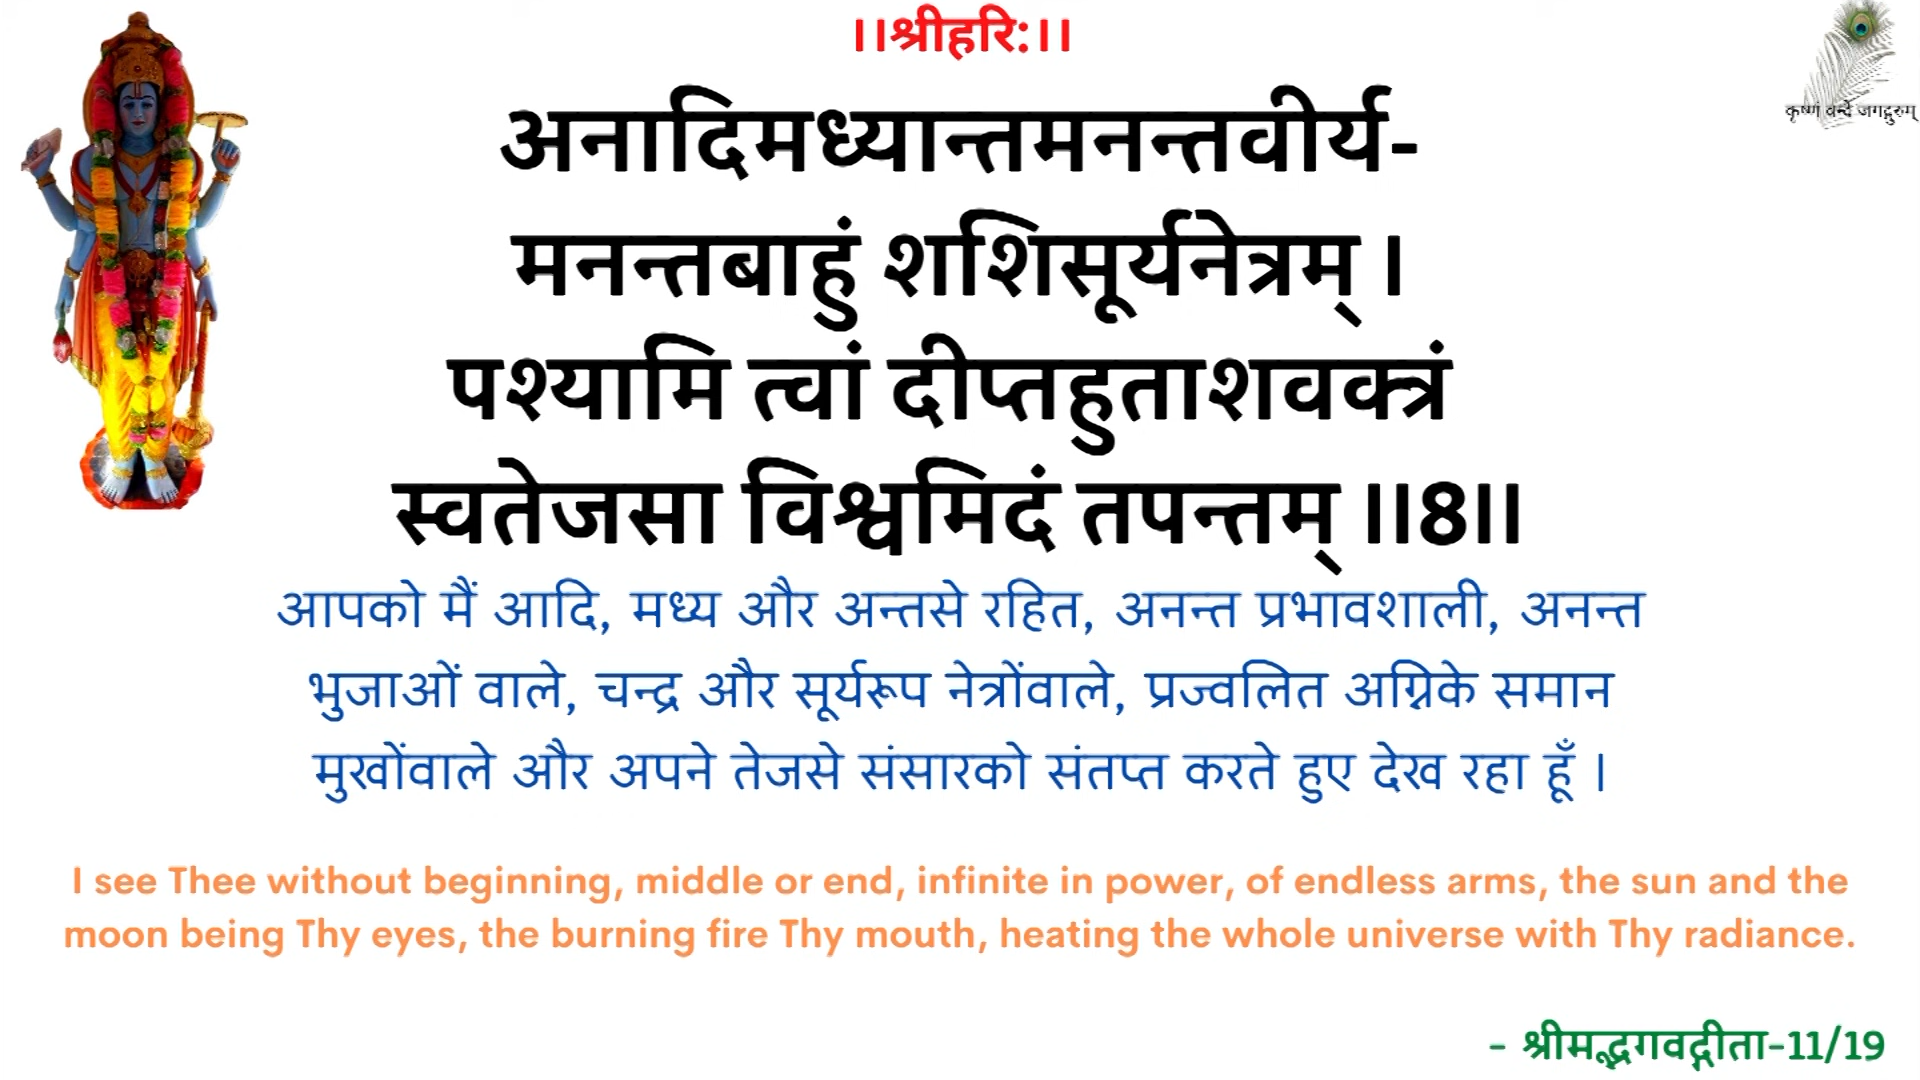 ।।श्रीहरि:।।
कृष्णं वन्दे जगद्गुरुम्
अनादिमध्यान्तमनन्तवीर्य-
मनन्तबाहुं शशिसूर्यनेत्रम् ।
पश्यामि त्वां दीप्तहुताशवक्त्रं
स्वतेजसा विश्वमिदं तपन्तम् ।।8।।
आपको मैं आदि, मध्य और अन्तसे रहित, अनन्त प्रभावशाली, अनन्त
भुजाओं वाले, चन्द्र और सूर्यरूप नेत्रोंवाले, प्रज्वलित अग्निके समान
मुखोंवाले और अपने तेजसे संसारको संतप्त करते हुए देख रहा हूँ ।
I see Thee without beginning, middle or end, infinite in power, of endless arms, the sun and the
moon being Thy eyes, the burning fire Thy mouth, heating the whole universe with Thy radiance.
- श्रीमद्भगवद्गीता-11/19